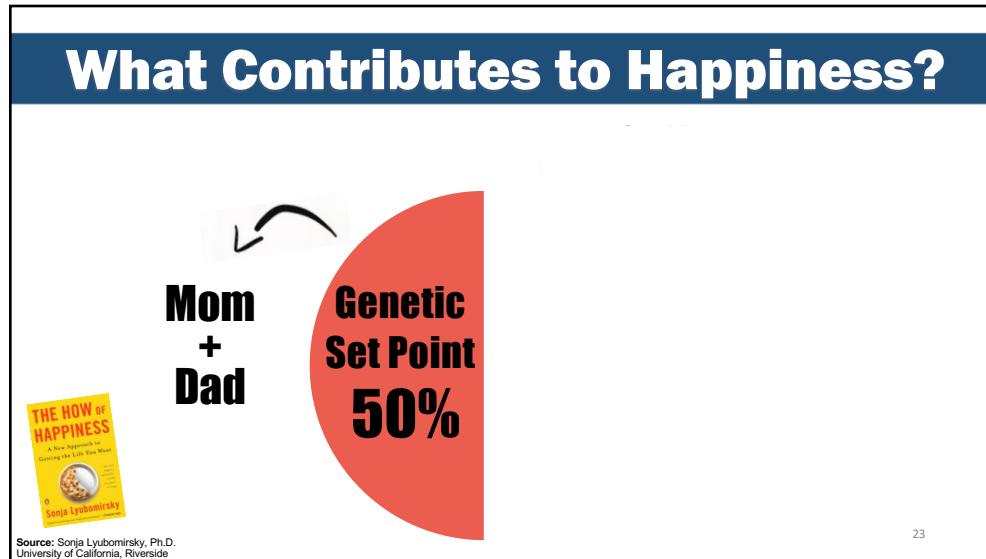 What Contributes to Happiness?
Mom
+
Dad
Genetic
Set Point
50%
THE HOW OF
HAPPINESS
A New Approach to
Getting the Life You Want
Sonja Lyubomirsky
Source: Sonja Lyubomirsky, Ph.D.
University of California, Riverside
23